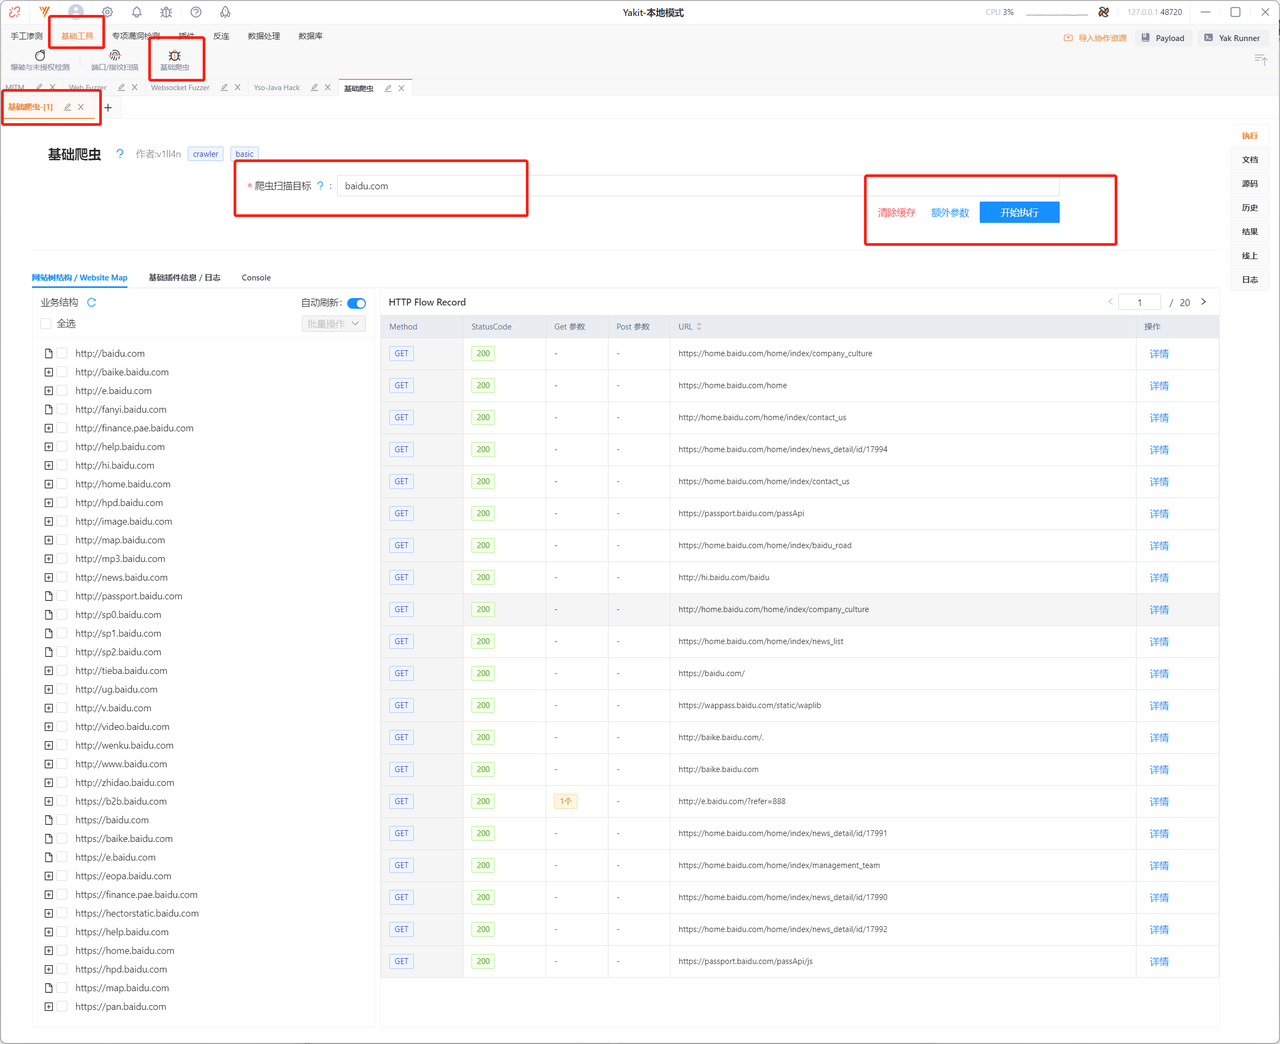 Yakit-本地模式
CPU 3%
127.0.0.1 48720
手工渗透
基础工具
专项漏洞检测
插件
反连
数据处理
数据库
导入协作资源
Payload
Yak Runner
爆破与未授权检测
端口/指纹扫描
基础爬虫
MITM
Web Fuzzer
Websocket Fuzzer
Yso-Java Hack
基础爬虫
基础爬虫-[1]
基础爬虫 ? 作者:v1ll4n crawler basic
* 爬虫扫描目标 ? : baidu.com
清除缓存 额外参数 开始执行
执行
文档
源码
历史
结果
线上
日志
网站树结构 / Website Map
基础插件信息 / 日志
Console
业务结构
自动刷新:
全选
批量操作
http://baidu.com
http://baike.baidu.com
http://e.baidu.com
http://fanyi.baidu.com
http://finance.pae.baidu.com
http://help.baidu.com
http://hi.baidu.com
http://home.baidu.com
http://hpd.baidu.com
http://image.baidu.com
http://map.baidu.com
http://mp3.baidu.com
http://news.baidu.com
http://passport.baidu.com
http://sp0.baidu.com
http://sp1.baidu.com
http://sp2.baidu.com
http://tieba.baidu.com
http://ug.baidu.com
http://v.baidu.com
http://video.baidu.com
http://wenku.baidu.com
http://www.baidu.com
http://zhidao.baidu.com
https://b2b.baidu.com
https://baidu.com
https://baike.baidu.com
https://e.baidu.com
https://eopa.baidu.com
https://finance.pae.baidu.com
https://hectorstatic.baidu.com
https://help.baidu.com
https://home.baidu.com
https://hpd.baidu.com
https://map.baidu.com
https://pan.baidu.com
HTTP Flow Record
< 1 / 20 >
Method StatusCode Get 参数 Post 参数 URL 操作
GET 200 - - https://home.baidu.com/home/index/company_culture 详情
GET 200 - - https://home.baidu.com/home 详情
GET 200 - - http://home.baidu.com/home/index/contact_us 详情
GET 200 - - https://home.baidu.com/home/index/news_detail/id/17994 详情
GET 200 - - https://home.baidu.com/home/index/contact_us 详情
GET 200 - - https://passport.baidu.com/passApi 详情
GET 200 - - https://home.baidu.com/home/index/baidu_road 详情
GET 200 - - http://hi.baidu.com/baidu 详情
GET 200 - - http://home.baidu.com/home/index/company_culture 详情
GET 200 - - https://home.baidu.com/home/index/news_list 详情
GET 200 - - https://baidu.com/ 详情
GET 200 - - https://wappass.baidu.com/static/waplib 详情
GET 200 - - http://baike.baidu.com/. 详情
GET 200 - - http://baike.baidu.com 详情
GET 200 1个 - http://e.baidu.com/?refer=888 详情
GET 200 - - https://home.baidu.com/home/index/news_detail/id/17991 详情
GET 200 - - https://home.baidu.com/home/index/management_team 详情
GET 200 - - https://home.baidu.com/home/index/news_detail/id/17990 详情
GET 200 - - https://home.baidu.com/home/index/news_detail/id/17992 详情
GET 200 - - https://passport.baidu.com/passApi/js 详情